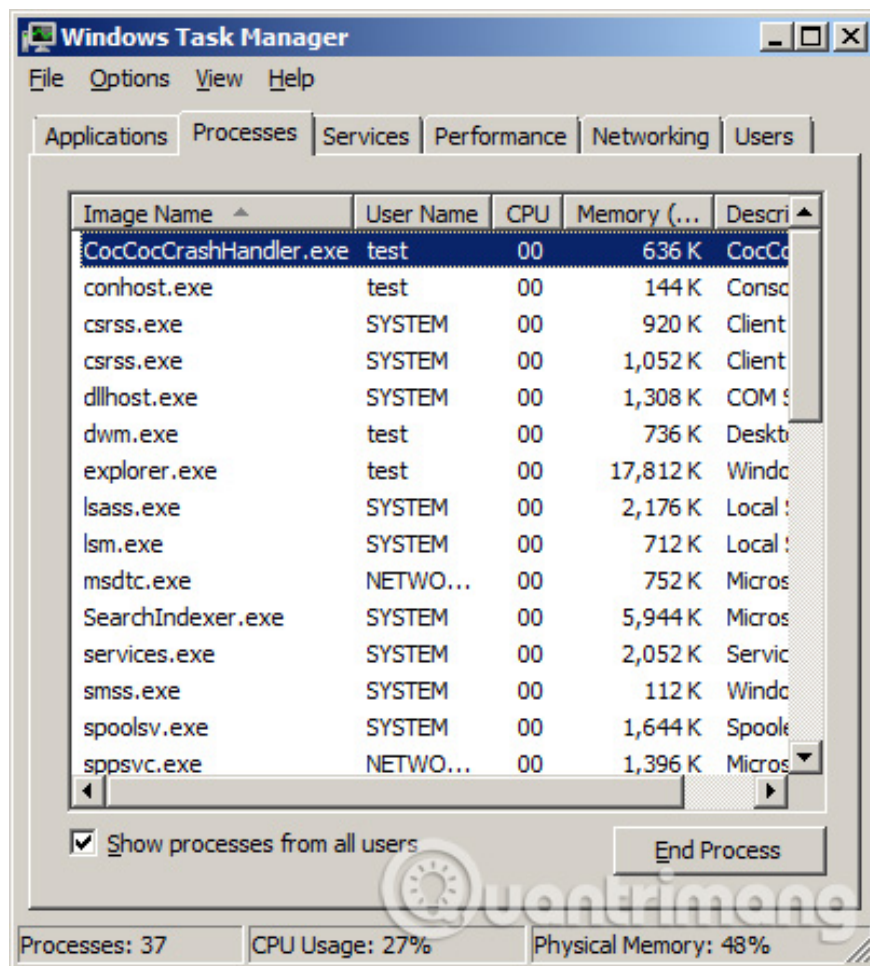 Windows Task Manager
File Options View Help
Applications Processes Services Performance Networking Users
Image Name User Name CPU Memory (... Descri
CocCocCrashHandler.exe test 00 636 K CocCo
conhost.exe test 00 144 K Conso
csrss.exe SYSTEM 00 920 K Client
csrss.exe SYSTEM 00 1,052 K Client
dllhost.exe SYSTEM 00 1,308 K COM S
dwm.exe test 00 736 K Deskto
explorer.exe test 00 17,812 K Windo
lsass.exe SYSTEM 00 2,176 K Local S
lsm.exe SYSTEM 00 712 K Local S
msdtc.exe NETWO... 00 752 K Micros
SearchIndexer.exe SYSTEM 00 5,944 K Micros
services.exe SYSTEM 00 2,052 K Servic
smss.exe SYSTEM 00 112 K Windo
spoolsv.exe SYSTEM 00 1,644 K Spoole
sppsvc.exe NETWO... 00 1,396 K Micros
Show processes from all users
End Process
Quantrimang
Processes: 37 CPU Usage: 27% Physical Memory: 48%